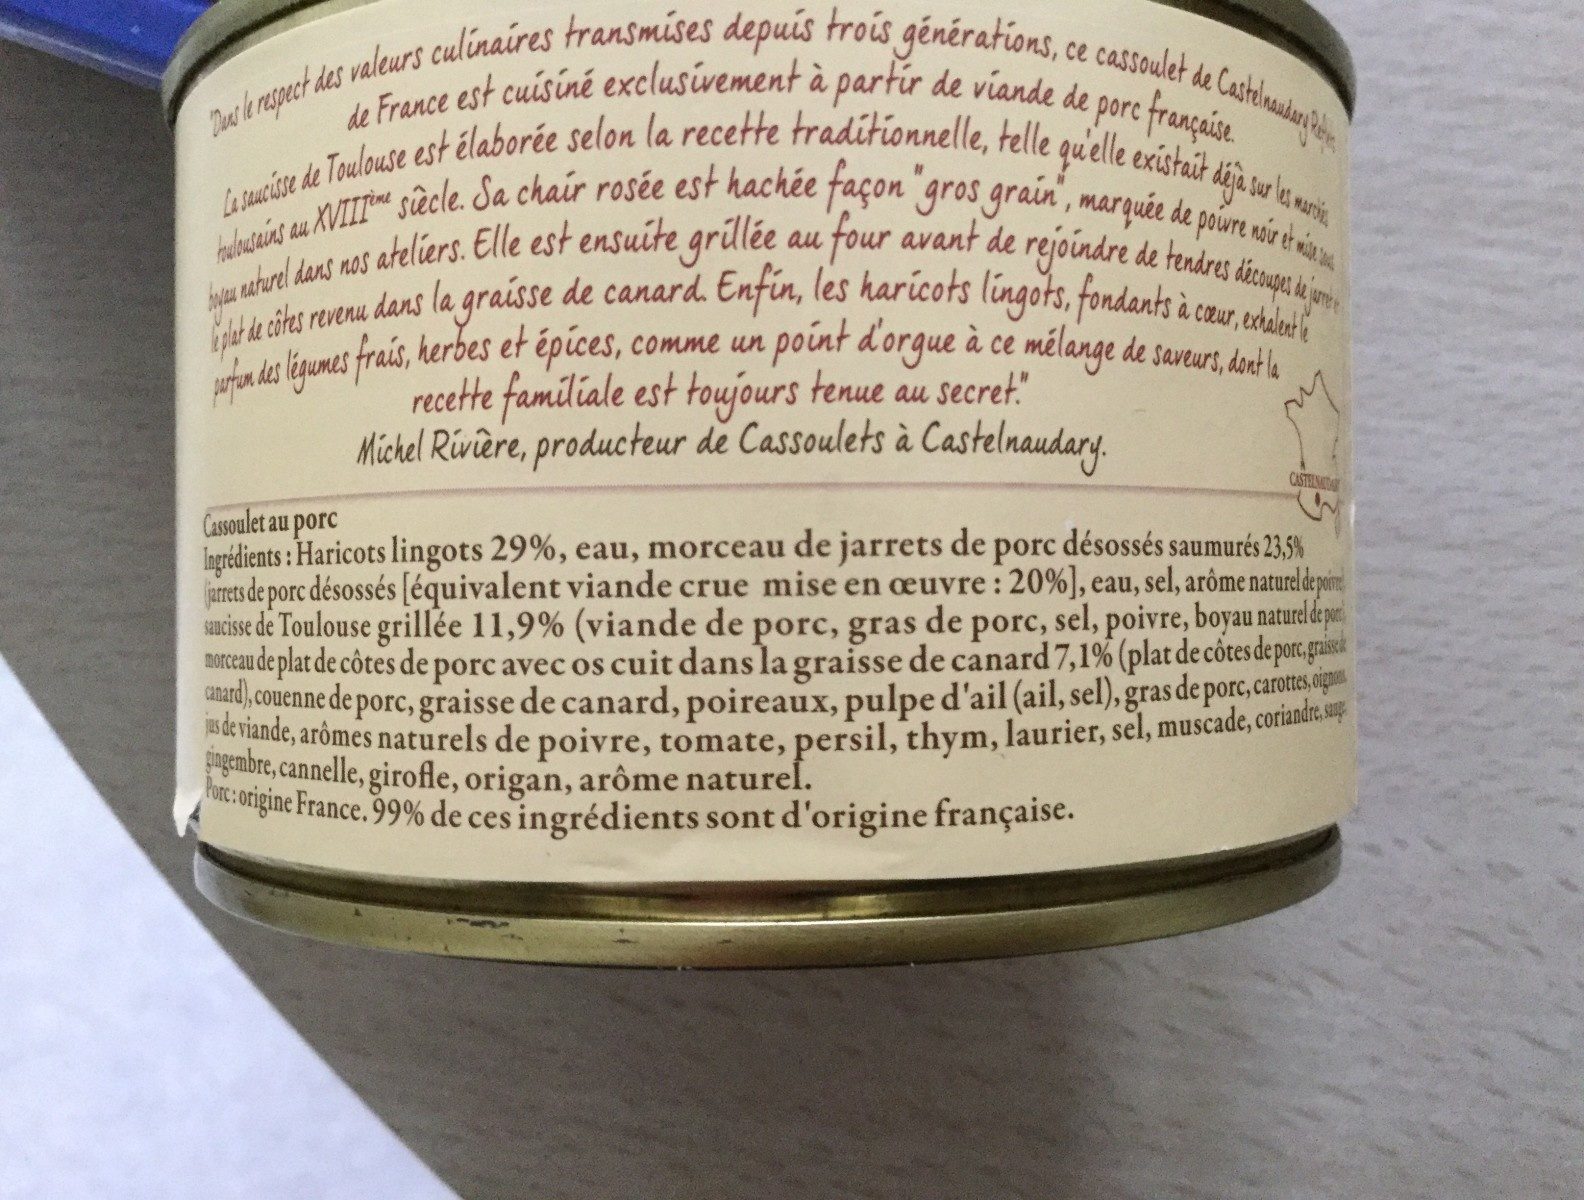 "Dans le respect des valeurs culinaires transmises depuis trois générations, ce cassoulet de Castelnaudary Reflets
de France est cuisiné exclusivement à partir de viande de porc française.
La saucisse de Toulouse est élaborée selon la recette traditionnelle, telle qu'elle existait déjà sur les marchés
toulousains au XVIIIème siècle. Sa chair rosée est hachée façon "gros grain", marquée de poivre noir et mise sous
boyau naturel dans nos ateliers. Elle est ensuite grillée au four avant de rejoindre de tendres découpes de jarret et
le plat de côtes revenu dans la graisse de canard. Enfin, les haricots lingots, fondants à cœur, exhalent le
parfum des légumes frais, herbes et épices, comme un point d'orgue à ce mélange de saveurs, dont la
recette familiale est toujours tenue au secret."
Michel Rivière, producteur de Cassoulets à Castelnaudary.
CASTELNAUDARY
Cassoulet au porc
Ingrédients : Haricots lingots 29%, eau, morceau de jarrets de porc désossés saumurés 23,5%
(jarrets de porc désossés [équivalent viande crue mise en œuvre : 20%], eau, sel, arôme naturel de poivre),
saucisse de Toulouse grillée 11,9% (viande de porc, gras de porc, sel, poivre, boyau naturel de porc),
morceau de plat de côtes de porc avec os cuit dans la graisse de canard 7,1% (plat de côtes de porc, graisse de
canard), couenne de porc, graisse de canard, poireaux, pulpe d'ail (ail, sel), gras de porc, carottes, oignons,
jus de viande, arômes naturels de poivre, tomate, persil, thym, laurier, sel, muscade, coriandre, sauge,
gingembre, cannelle, girofle, origan, arôme naturel.
Porc : origine France. 99% de ces ingrédients sont d'origine française.